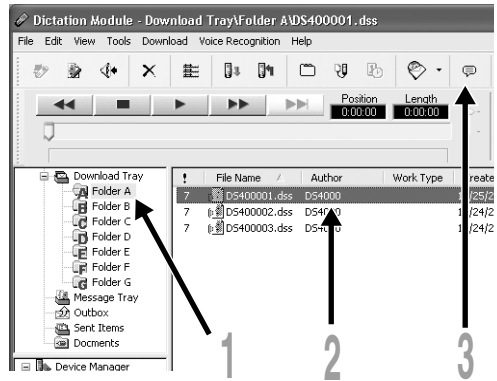 Dictation Module - Download Tray\Folder A\DS400001.dss
File Edit View Tools Download Voice Recognition Help
Position Length
0:00:00 0:00:00
Download Tray
Folder A
Folder B
Folder C
Folder D
Folder E
Folder F
Folder G
Message Tray
Outbox
Sent Items
Docments
Device Manager
! File Name Author Work Type
7 DS400001.dss DS4000
7 DS400002.dss
7 DS400003.dss
1 2 3